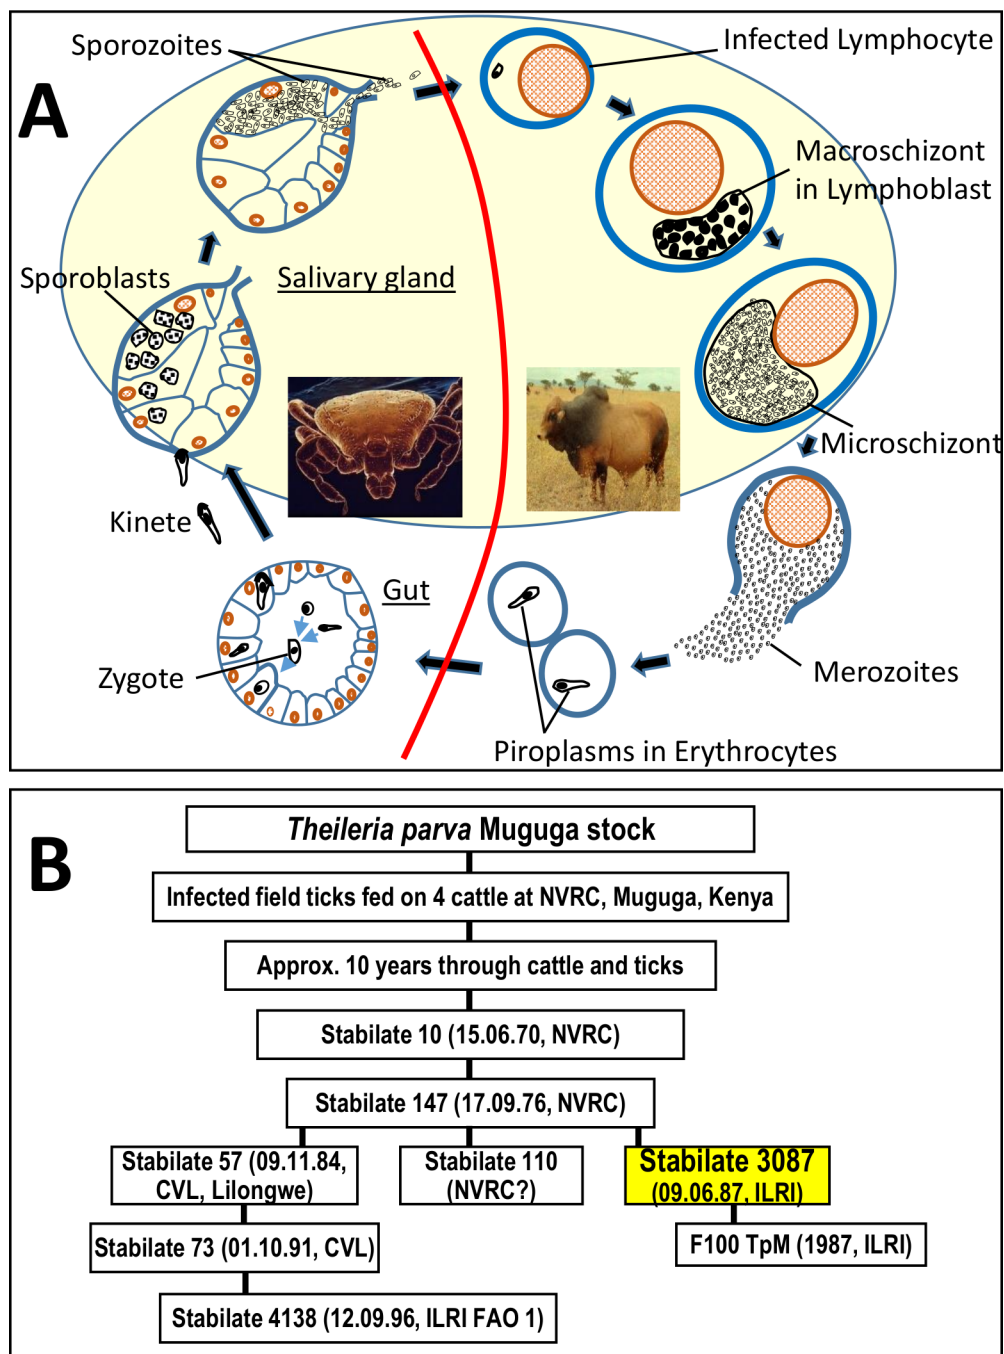 A
Sporozoites
Infected Lymphocyte
Macroschizont
in Lymphoblast
Sporoblasts
Salivary gland
Microschizont
Kinete
Gut
Zygote
Merozoites
Piroplasms in Erythrocytes
B
Theileria parva Muguga stock
Infected field ticks fed on 4 cattle at NVRC, Muguga, Kenya
Approx. 10 years through cattle and ticks
Stabilate 10 (15.06.70, NVRC)
Stabilate 147 (17.09.76, NVRC)
Stabilate 57 (09.11.84,
CVL, Lilongwe)
Stabilate 110
(NVRC?)
Stabilate 3087
(09.06.87, ILRI)
Stabilate 73 (01.10.91, CVL)
F100 TpM (1987, ILRI)
Stabilate 4138 (12.09.96, ILRI FAO 1)